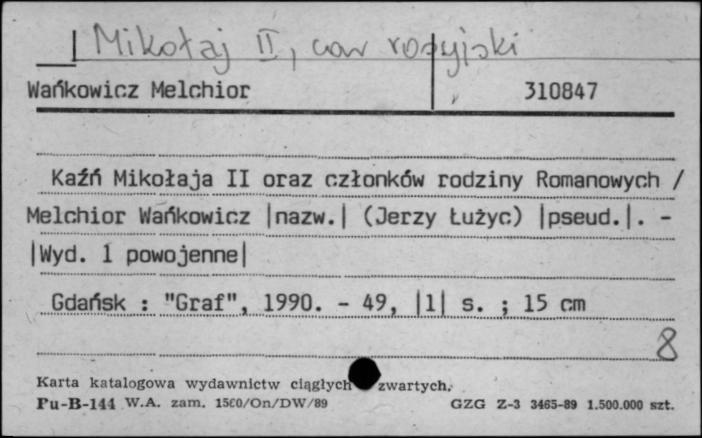 Mikołaj II, car rosyjski
Wańkowicz Melchior 310847
Kaźń Mikołaja II oraz członków rodziny Romanowych /
Melchior Wańkowicz |nazw.| (Jerzy Łużyc) |pseud.|. -
|Wyd. 1 powojenne|
Gdańsk : "Graf", 1990. - 49, |1| s. ; 15 cm
8
Karta katalogowa wydawnictw ciągłych zwartych.
Pu-B-144 W.A. zam. 1500/On/DW/89 GZG Z-3 3465-89 1.500.000 szt.